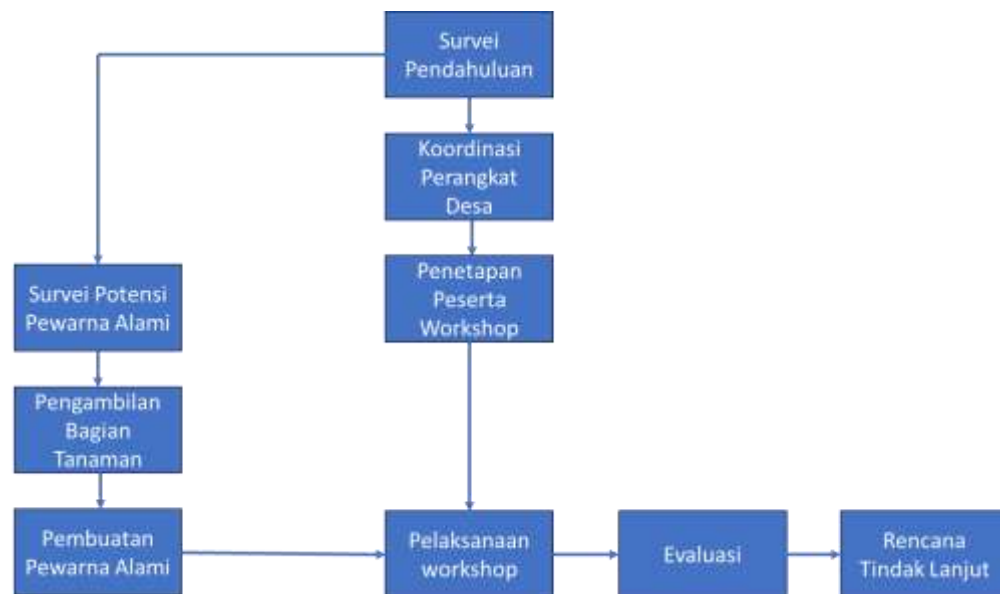 Survei
Pendahuluan
Koordinasi
Perangkat
Desa
Penetapan
Peserta
Workshop
Survei Potensi
Pewarna Alami
Pengambilan
Bagian
Tanaman
Pembuatan
Pewarna Alami
Pelaksanaan
workshop
Evaluasi
Rencana
Tindak Lanjut